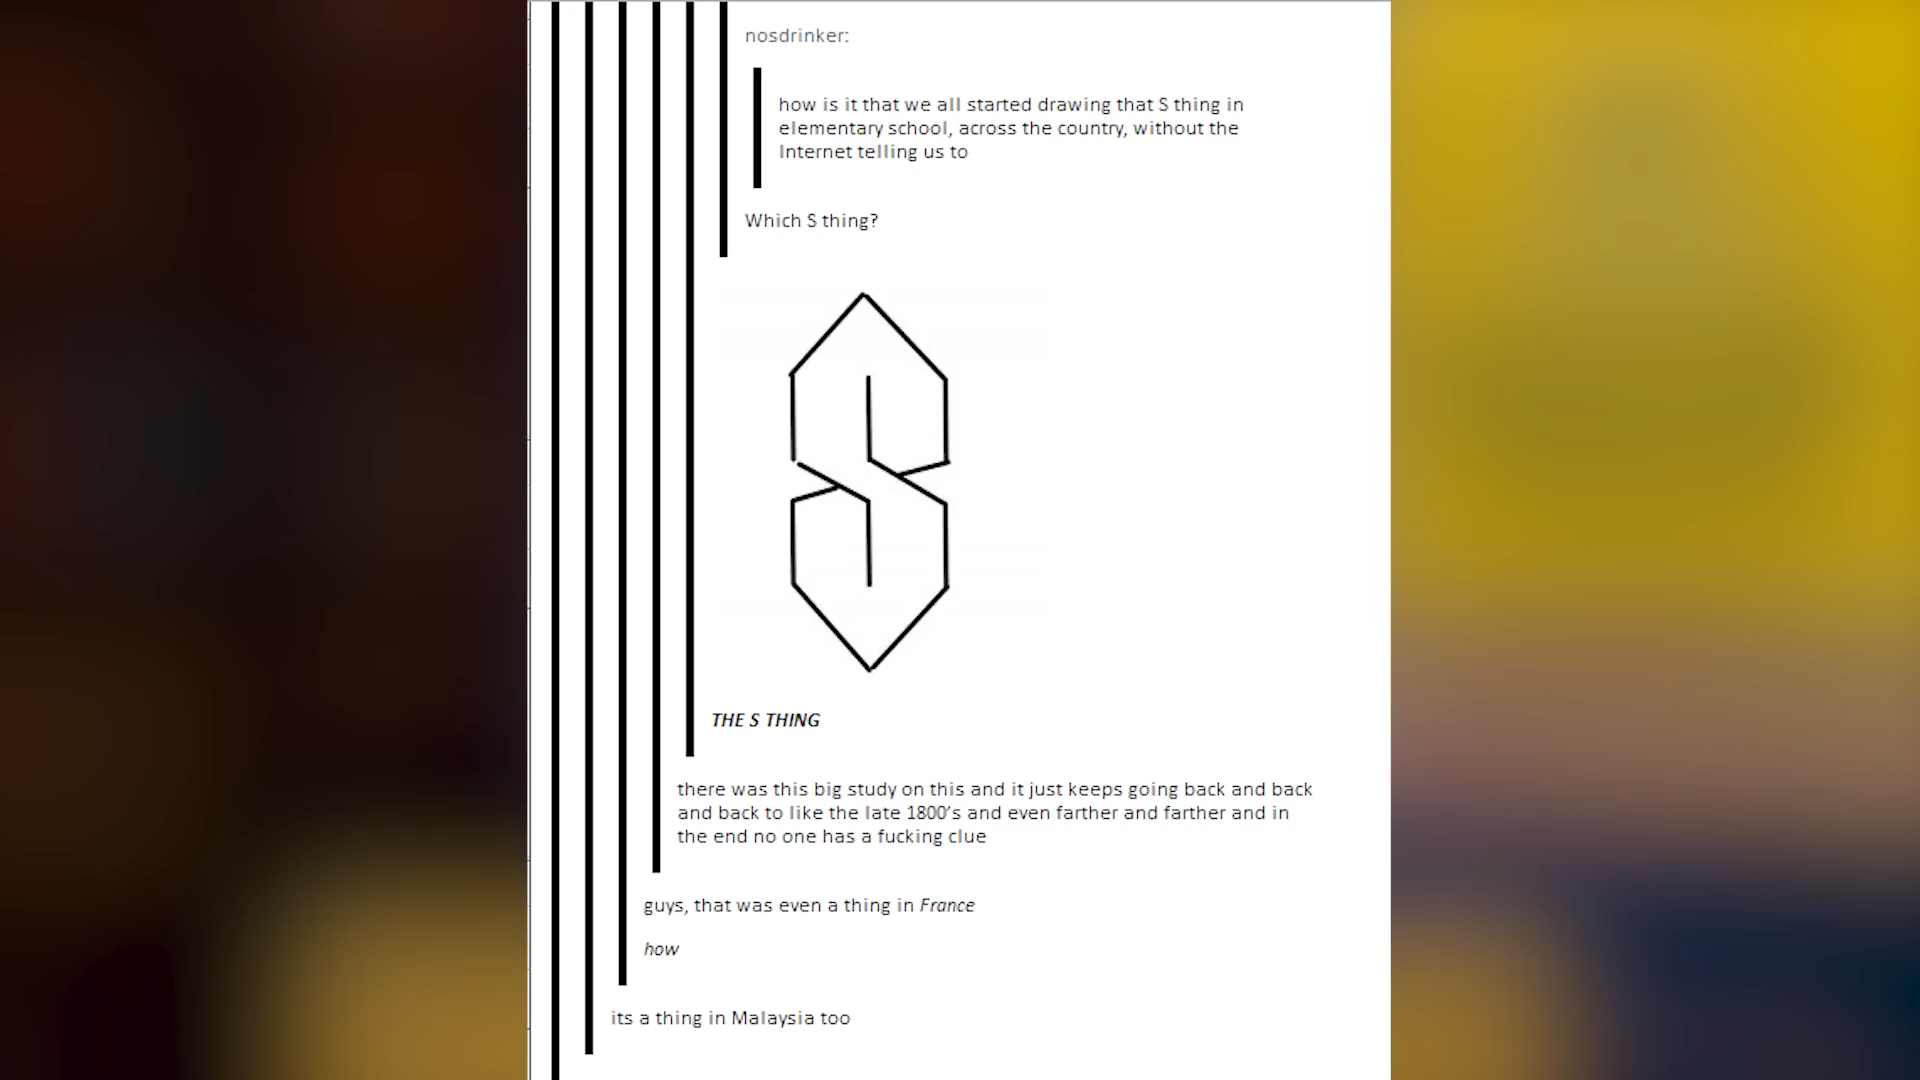 nosdrinker:
how is it that we all started drawing that S thing in
elementary school, across the country, without the
Internet telling us to
Which S thing?
THE S THING
there was this big study on this and it just keeps going back and back
and back to like the late 1800's and even farther and farther and in
the end no one has a fucking clue
guys, that was even a thing in France
how
its a thing in Malaysia too